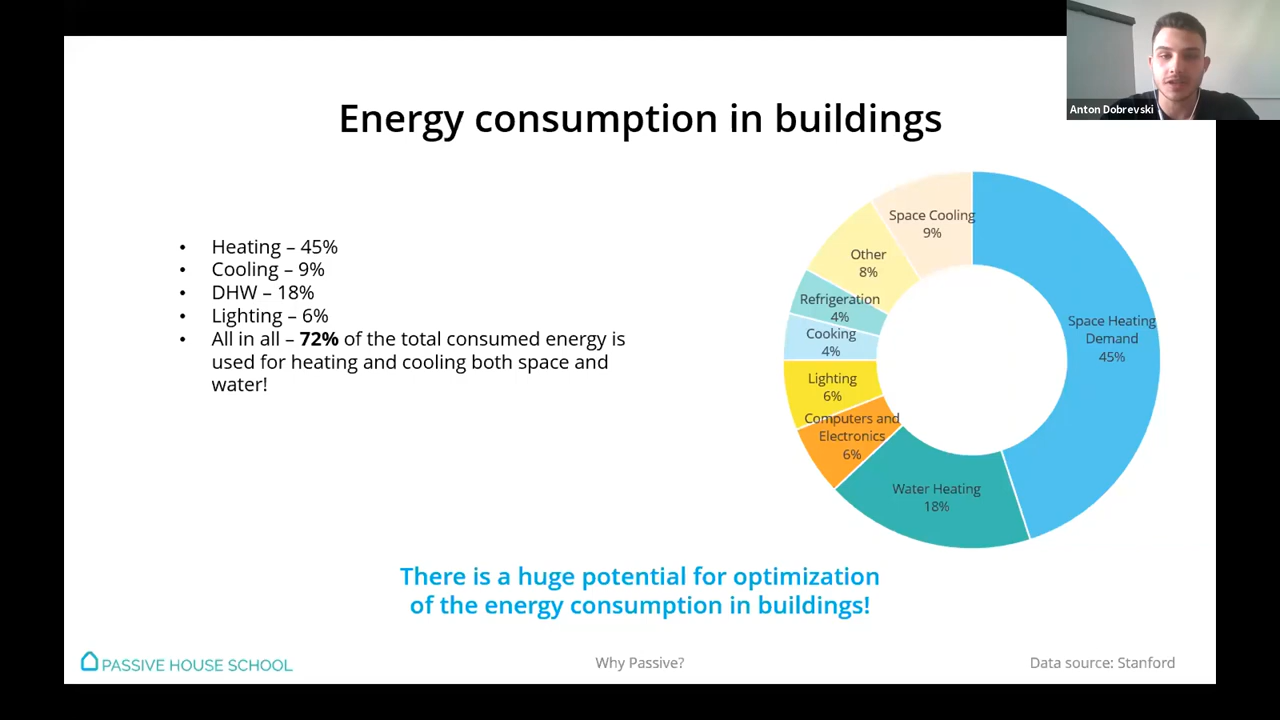 Anton Dobrevski
Energy consumption in buildings
• Heating – 45%
• Cooling – 9%
• DHW – 18%
• Lighting – 6%
• All in all – 72% of the total consumed energy is
used for heating and cooling both space and
water!
Space Cooling
9%
Other
8%
Refrigeration
4%
Cooking
4%
Lighting
6%
Computers and
Electronics
6%
Water Heating
18%
Space Heating
Demand
45%
There is a huge potential for optimization
of the energy consumption in buildings!
PASSIVE HOUSE SCHOOL
Why Passive?
Data source: Stanford